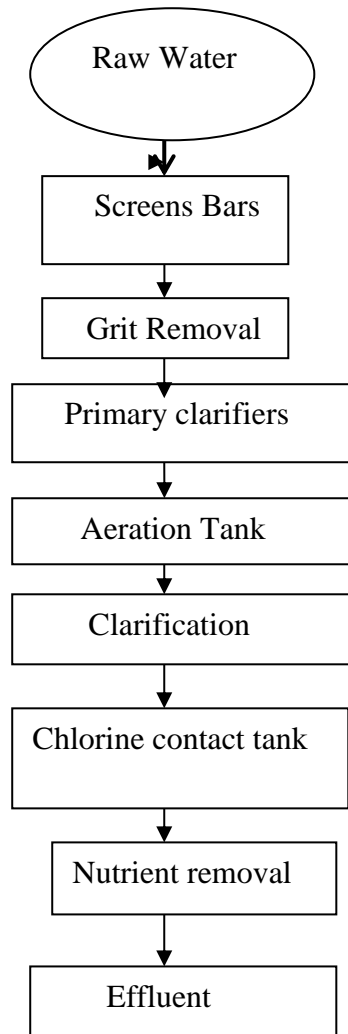 Raw Water
Screens Bars
Grit Removal
Primary clarifiers
Aeration Tank
Clarification
Chlorine contact tank
Nutrient removal
Effluent